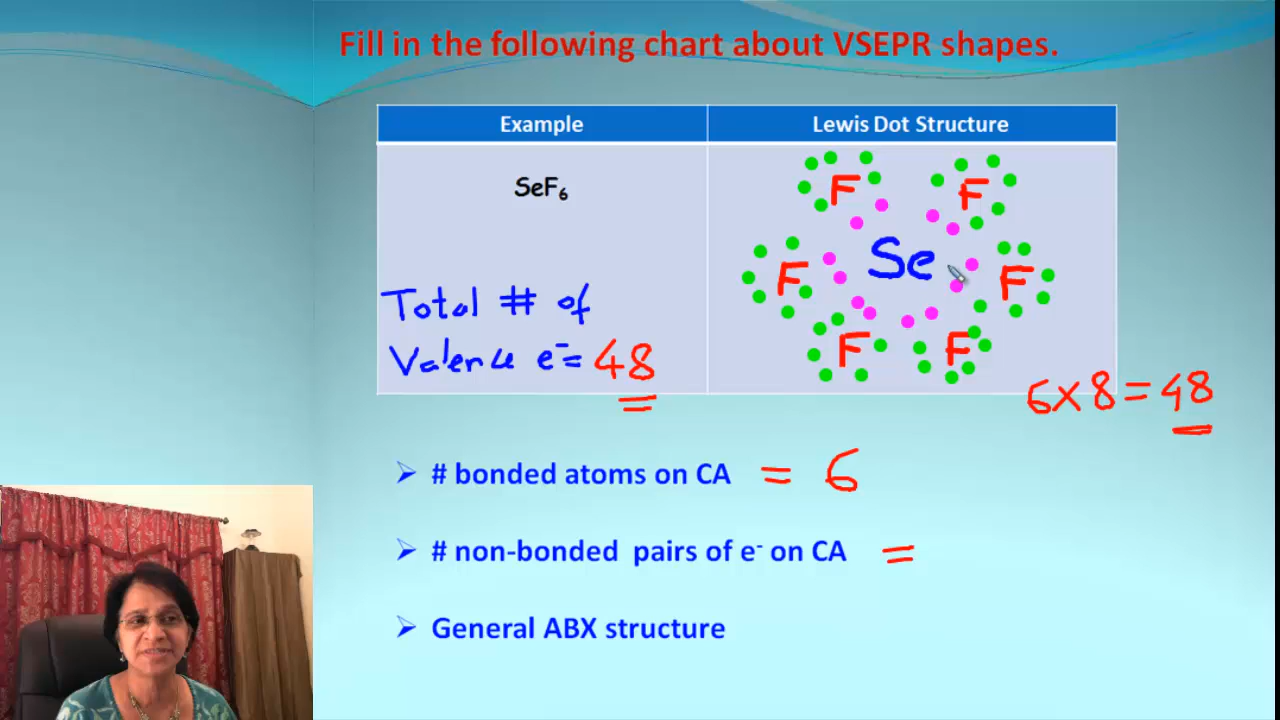 Fill in the following chart about VSEPR shapes.
Example
Lewis Dot Structure
SeF₆
F F
F Se F
F F
Total # of
Valence e⁻= 48
6x8=48
➢ # bonded atoms on CA = 6
➢ # non-bonded pairs of e⁻ on CA =
➢ General ABX structure